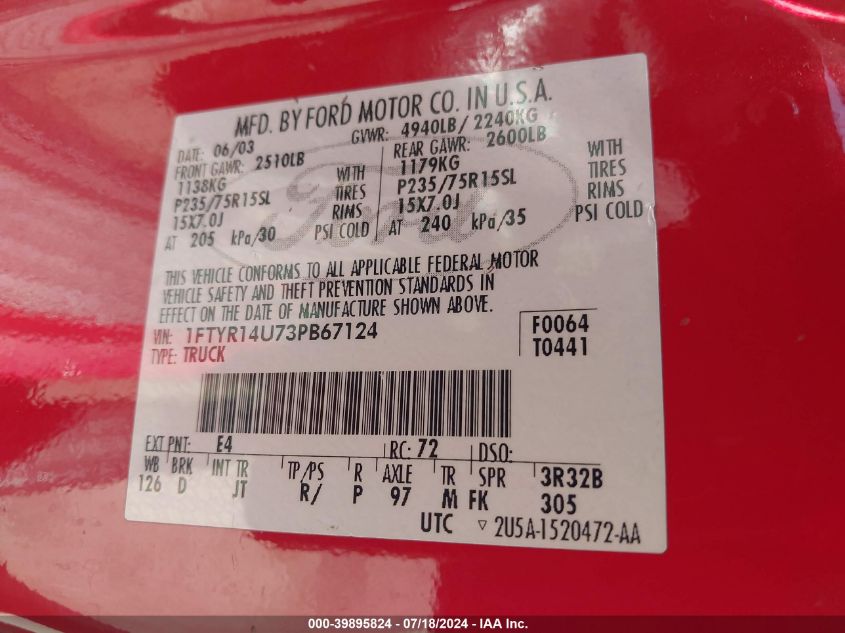 MFD. BY FORD MOTOR CO. IN U.S.A.
DATE: 06/03 GVWR: 4940LB/ 2240KG
FRONT GAWR: 2510LB REAR GAWR: 2600LB
1138KG WITH 1179KG WITH
P235/75R15SL TIRES P235/75R15SL TIRES
15X7.0J RIMS 15X7.0J RIMS
AT 205 kPa/30 PSI COLD AT 240 kPa/35 PSI COLD
Ford
THIS VEHICLE CONFORMS TO ALL APPLICABLE FEDERAL MOTOR
VEHICLE SAFETY AND THEFT PREVENTION STANDARDS IN
EFFECT ON THE DATE OF MANUFACTURE SHOWN ABOVE.
VIN: 1FTYR14U73PB67124 F0064
TYPE: TRUCK T0441
EXT PNT: E4 RC: 72 DSO:
WB BRK INT TR TP/PS R AXLE TR SPR 3R32B
126 D JT R/ P 97 M FK 305
UTC ▽ 2U5A-1520472-AA
000-39895824 / 07/18/2024 - IAAI.com - Copyright © 2024 IAA, Inc.